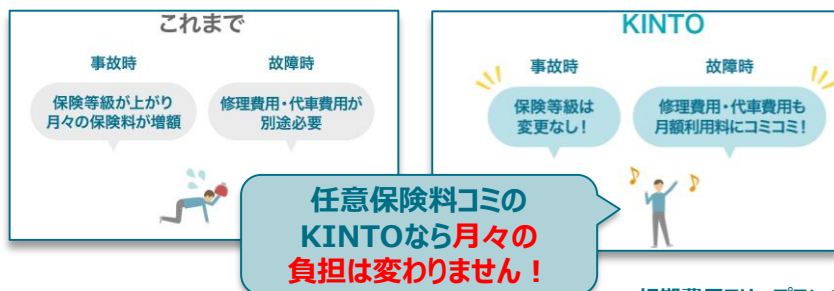 これまで
事故時
故障時
保険等級が上がり
月々の保険料が増額
修理費用・代車費用が
別途必要
KINTO
事故時
故障時
保険等級は
変更なし！
修理費用・代車費用も
月額利用料にコミコミ！
任意保険料コミの
KINTOなら月々の
負担は変わりません！